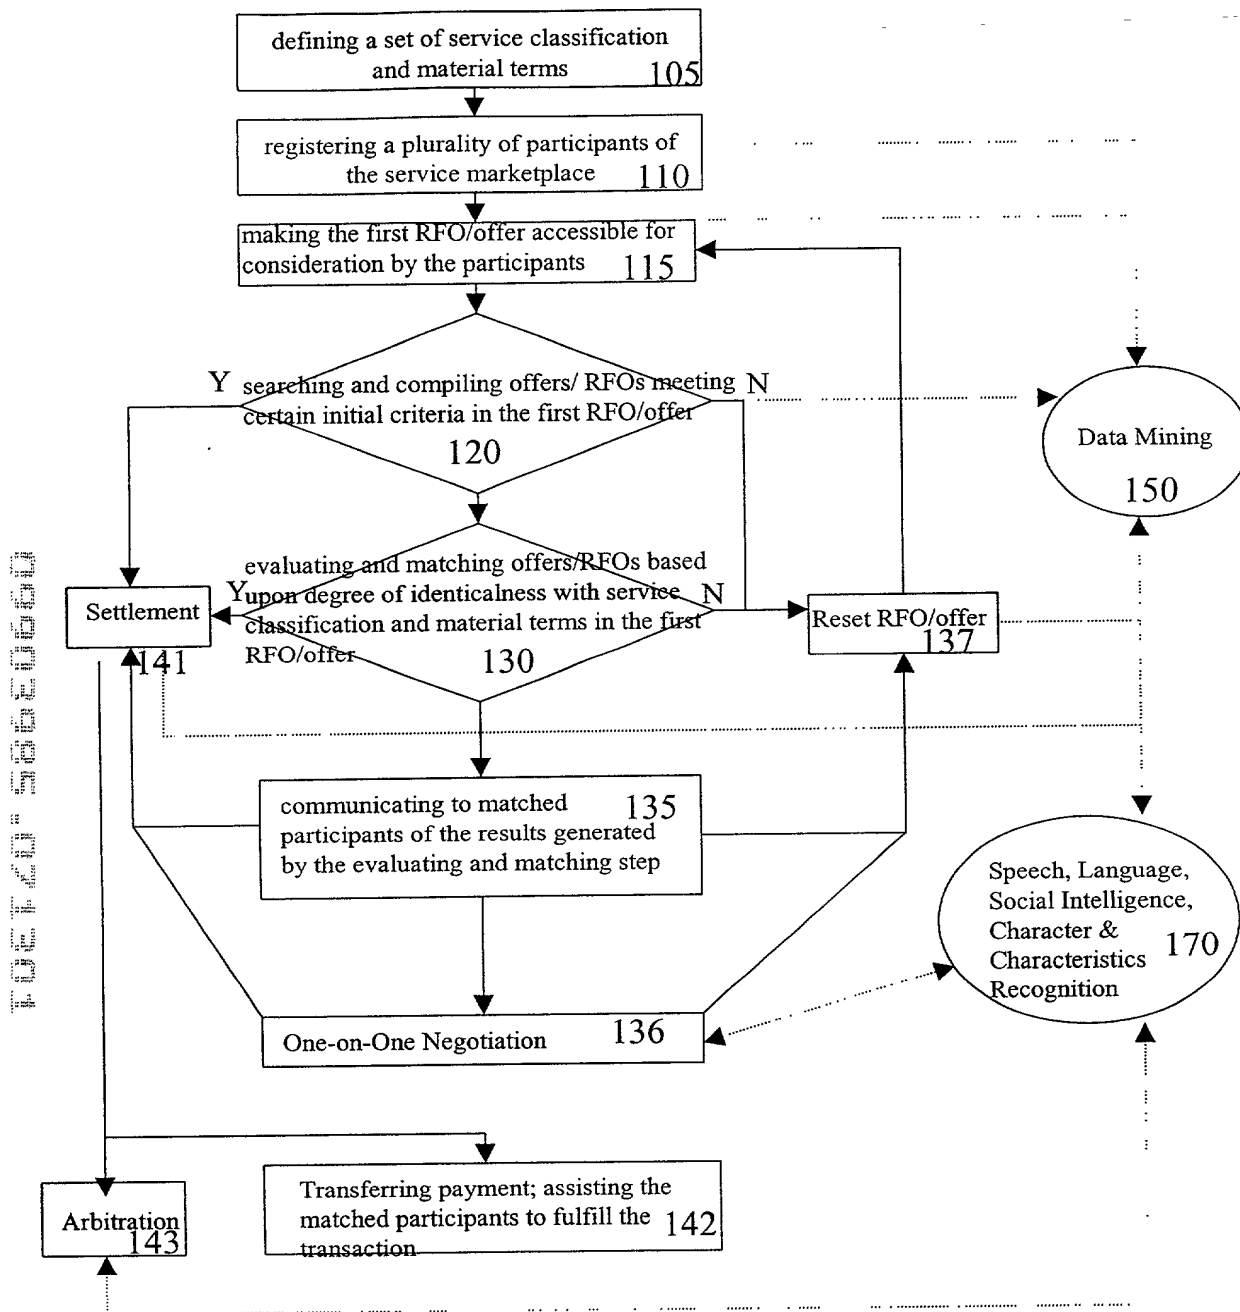 defining a set of service classification
and material terms 105
registering a plurality of participants of
the service marketplace 110
making the first RFO/offer accessible for
consideration by the participants 115
Y searching and compiling offers/ RFOs meeting N
certain initial criteria in the first RFO/offer
120
Data Mining
150
evaluating and matching offers/RFOs based
Y upon degree of identicalness with service N
classification and material terms in the first
RFO/offer 130
Settlement
141
Reset RFO/offer
137
communicating to matched 135
participants of the results generated
by the evaluating and matching step
Speech, Language,
Social Intelligence,
Character & 170
Characteristics
Recognition
One-on-One Negotiation 136
Transferring payment; assisting the
matched participants to fulfill the 142
transaction
Arbitration
143